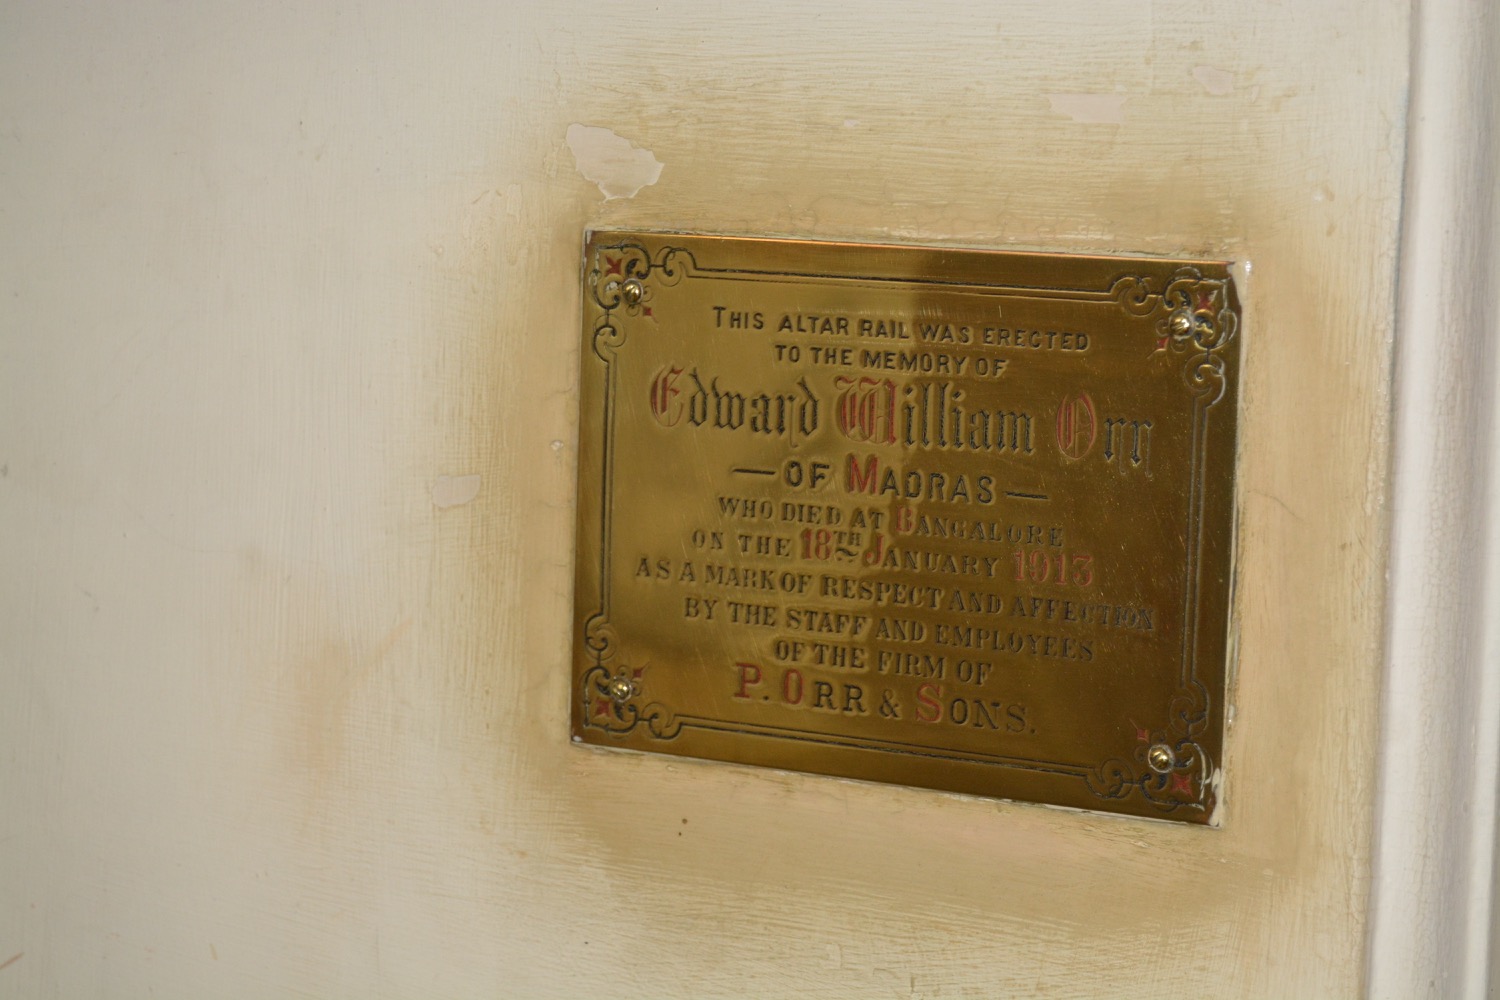 THIS ALTAR RAIL WAS ERECTED
TO THE MEMORY OF
Edward William Orr
— OF MADRAS —
WHO DIED AT BANGALORE
ON THE 18TH JANUARY 1913
AS A MARK OF RESPECT AND AFFECTION
BY THE STAFF AND EMPLOYEES
OF THE FIRM OF
P. ORR & SONS.